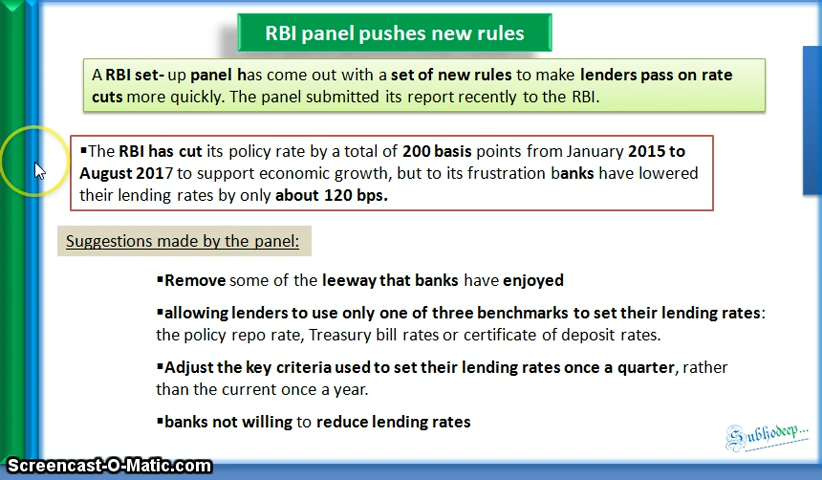 RBI panel pushes new rules
A RBI set- up panel has come out with a set of new rules to make lenders pass on rate
cuts more quickly. The panel submitted its report recently to the RBI.
▪The RBI has cut its policy rate by a total of 200 basis points from January 2015 to
August 2017 to support economic growth, but to its frustration banks have lowered
their lending rates by only about 120 bps.
Suggestions made by the panel:
▪Remove some of the leeway that banks have enjoyed
▪allowing lenders to use only one of three benchmarks to set their lending rates:
the policy repo rate, Treasury bill rates or certificate of deposit rates.
▪Adjust the key criteria used to set their lending rates once a quarter, rather
than the current once a year.
▪banks not willing to reduce lending rates
Subhodeep...
Screencast-O-Matic.com